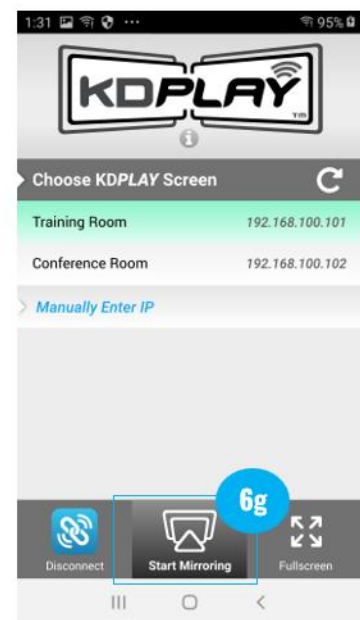 1:31 95%
KDPLAY
TM
Choose KDPLAY Screen
Training Room 192.168.100.101
Conference Room 192.168.100.102
Manually Enter IP
6g
Disconnect Start Mirroring Fullscreen